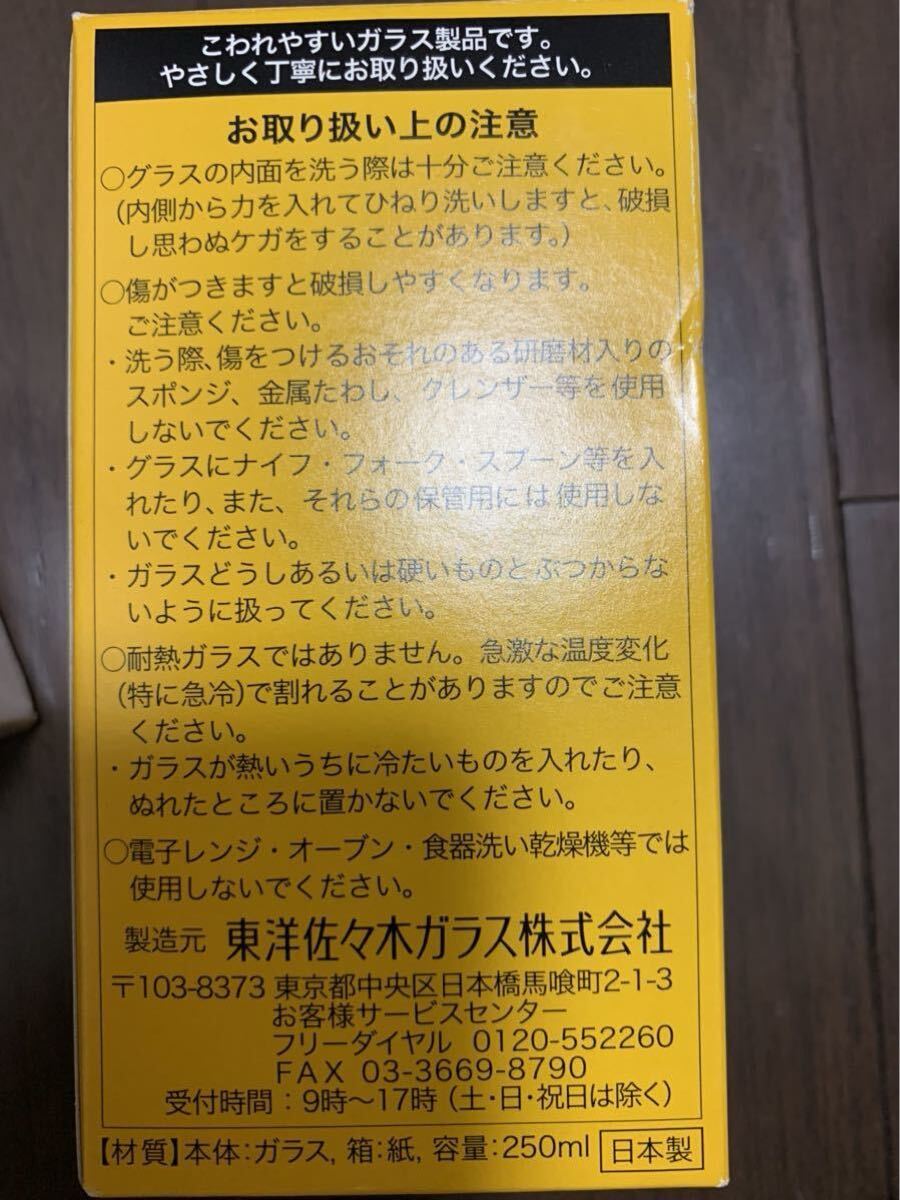 こわれやすいガラス製品です。
やさしく丁寧にお取り扱いください。
お取り扱い上の注意
○グラスの内面を洗う際は十分ご注意ください。
(内側から力を入れてひねり洗いしますと、破損
し思わぬケガをすることがあります。)
○傷がつきますと破損しやすくなります。
ご注意ください。
・洗う際、傷をつけるおそれのある研磨材入りの
スポンジ、金属たわし、クレンザー等を使用
しないでください。
・グラスにナイフ・フォーク・スプーン等を入
れたり、また、それらの保管用には使用しな
いでください。
・ガラスどうしあるいは硬いものとぶつからな
いように扱ってください。
○耐熱ガラスではありません。急激な温度変化
(特に急冷)で割れることがありますのでご注意
ください。
・ガラスが熱いうちに冷たいものを入れたり、
ぬれたところに置かないでください。
○電子レンジ・オーブン・食器洗い乾燥機等では
使用しないでください。
製造元 東洋佐々木ガラス株式会社
〒103-8373 東京都中央区日本橋馬喰町2-1-3
お客様サービスセンター
フリーダイヤル 0120-552260
FAX 03-3669-8790
受付時間：9時～17時(土・日・祝日は除く)
【材質】本体：ガラス, 箱：紙, 容量：250ml 日本製